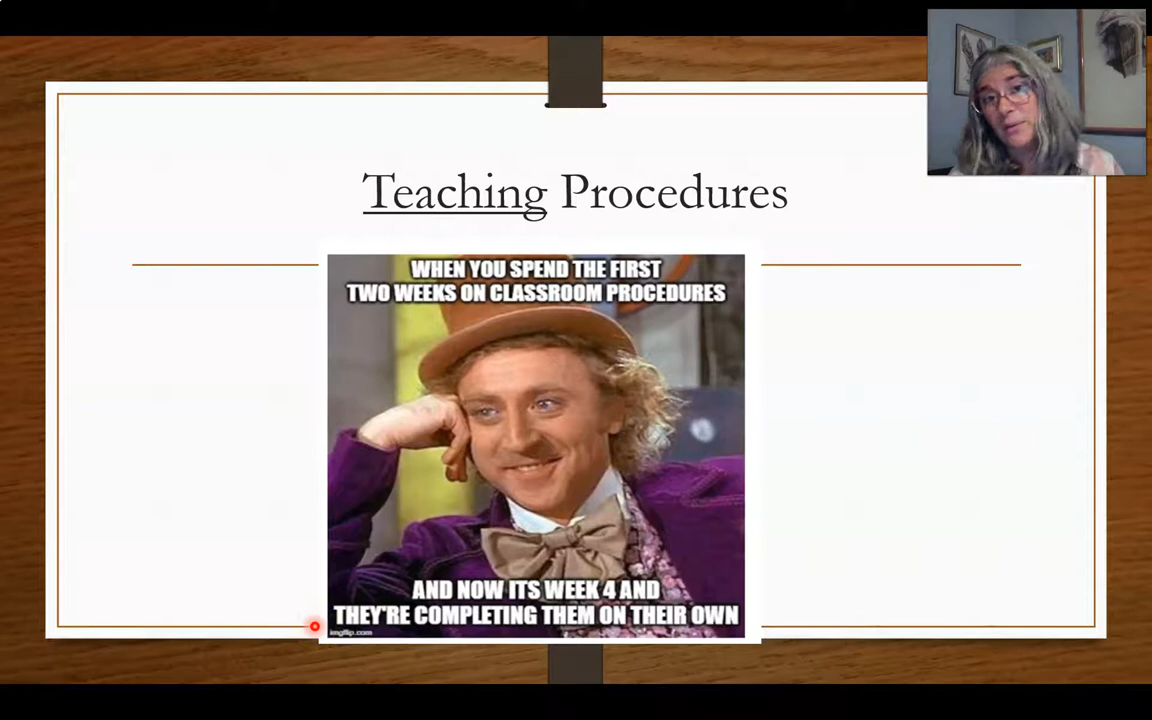 Teaching Procedures
WHEN YOU SPEND THE FIRST
TWO WEEKS ON CLASSROOM PROCEDURES
AND NOW ITS WEEK 4 AND
THEY'RE COMPLETING THEM ON THEIR OWN
imgflip.com